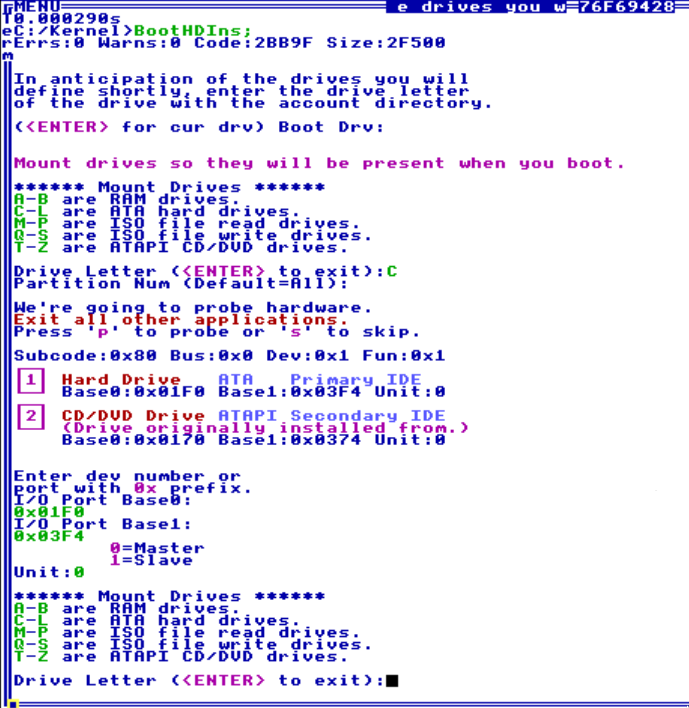 MENU e drives you w 76F69428
T0.000290s
eC:/Kernel>BootHDIns;
rErrs:0 Warns:0 Code:2BB9F Size:2F500
m
In anticipation of the drives you will
define shortly, enter the drive letter
of the drive with the account directory.
(<ENTER> for cur drv) Boot Drv:
Mount drives so they will be present when you boot.
****** Mount Drives ******
A-B are RAM drives.
C-L are ATA hard drives.
M-P are ISO file read drives.
Q-S are ISO file write drives.
T-Z are ATAPI CD/DVD drives.
Drive Letter (<ENTER> to exit):C
Partition Num (Default=All):
We're going to probe hardware.
Exit all other applications.
Press 'p' to probe or 's' to skip.
Subcode:0x80 Bus:0x0 Dev:0x1 Fun:0x1
1 Hard Drive ATA Primary IDE
Base0:0x01F0 Base1:0x03F4 Unit:0
2 CD/DVD Drive ATAPI Secondary IDE
(Drive originally installed from.)
Base0:0x0170 Base1:0x0374 Unit:0
Enter dev number or
port with 0x prefix.
I/O Port Base0:
0x01F0
I/O Port Base1:
0x03F4
0=Master
1=Slave
Unit:0
****** Mount Drives ******
A-B are RAM drives.
C-L are ATA hard drives.
M-P are ISO file read drives.
Q-S are ISO file write drives.
T-Z are ATAPI CD/DVD drives.
Drive Letter (<ENTER> to exit):